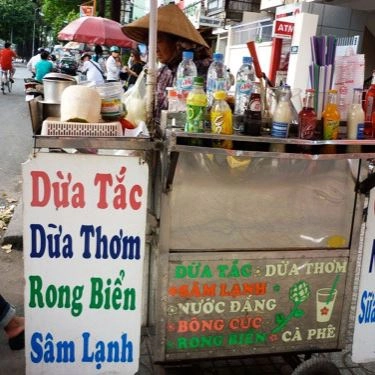 ATM
Dừa Tắc
Dừa Thơm
Rong Biển
Sâm Lạnh
DỪA TẮC • DỪA THƠM
SÂM LẠNH
NƯỚC ĐẮNG
BÔNG CÚC
RONG BIỂN • CÀ PHÊ